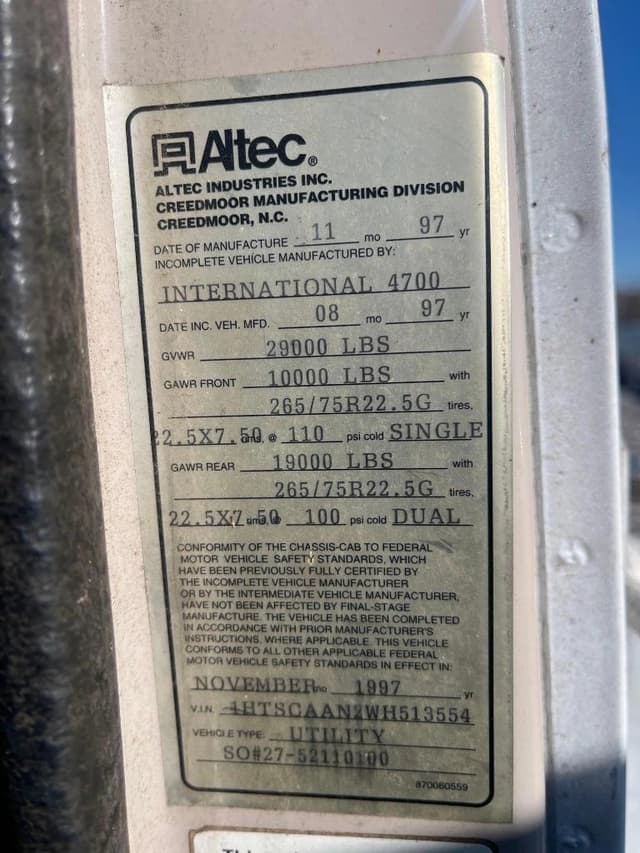 Altec®
ALTEC INDUSTRIES INC.
CREEDMOOR MANUFACTURING DIVISION
CREEDMOOR, N.C.
DATE OF MANUFACTURE 11 mo 97 yr
INCOMPLETE VEHICLE MANUFACTURED BY:
INTERNATIONAL 4700
DATE INC. VEH. MFD. 08 mo 97 yr
GVWR 29000 LBS
GAWR FRONT 10000 LBS with
265/75R22.5G tires,
22.5X7.50 @ 110 psi cold SINGLE
GAWR REAR 19000 LBS with
265/75R22.5G tires,
22.5X7.50 100 psi cold DUAL
CONFORMITY OF THE CHASSIS-CAB TO FEDERAL
MOTOR VEHICLE SAFETY STANDARDS, WHICH
HAVE BEEN PREVIOUSLY FULLY CERTIFIED BY
THE INCOMPLETE VEHICLE MANUFACTURER
OR BY THE INTERMEDIATE VEHICLE MANUFACTURER,
HAVE NOT BEEN AFFECTED BY FINAL-STAGE
MANUFACTURE. THE VEHICLE HAS BEEN COMPLETED
IN ACCORDANCE WITH PRIOR MANUFACTURER'S
INSTRUCTIONS, WHERE APPLICABLE. THIS VEHICLE
CONFORMS TO ALL OTHER APPLICABLE FEDERAL
MOTOR VEHICLE SAFETY STANDARDS IN EFFECT IN:
NOVEMBER mo 1997 yr
V.I.N. 1HTSCAAN2WH513554
VEHICLE TYPE: UTILITY
SO#27-52110100
870060559